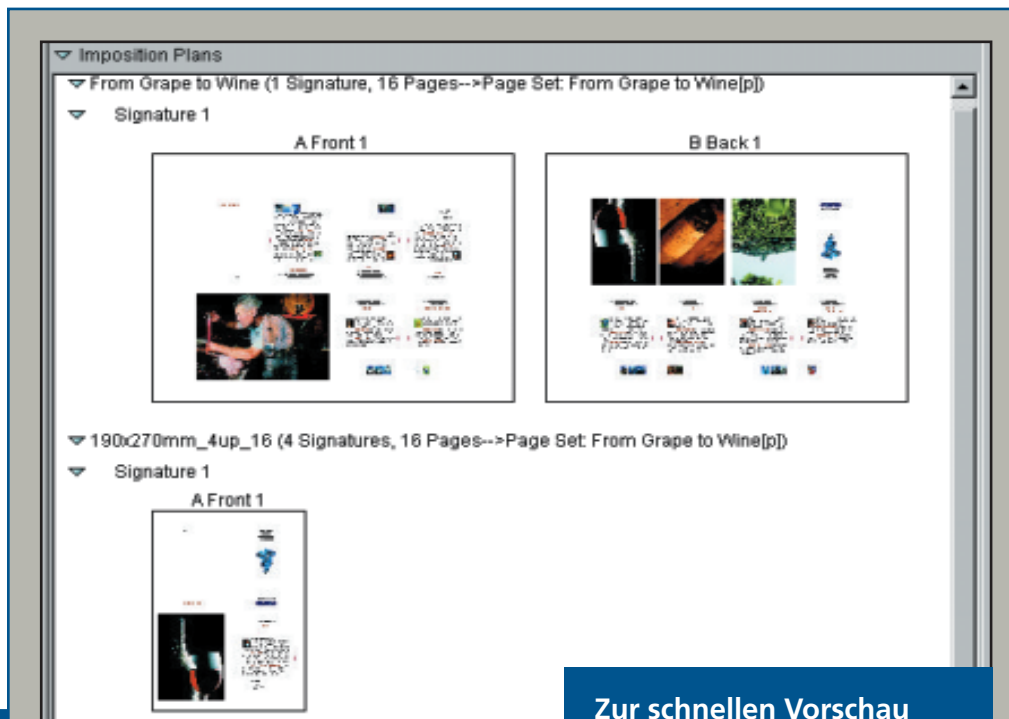 Imposition Plans
From Grape to Wine (1 Signature, 16 Pages-->Page Set: From Grape to Wine[p])
Signature 1
A Front 1
B Back 1
190x270mm_4up_16 (4 Signatures, 16 Pages-->Page Set: From Grape to Wine[p])
Signature 1
A Front 1
Zur schnellen Vorschau